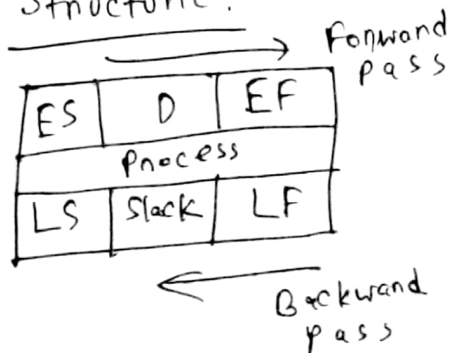 Structure:
Forward
pass
ES D EF
Process
LS Slack LF
Backward
pass